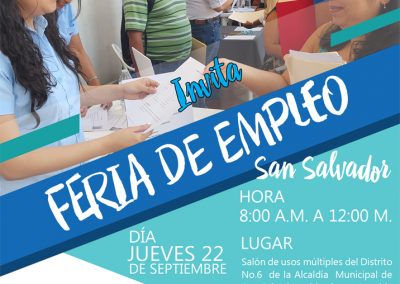 Invita
FERIA DE EMPLEO
San Salvador
HORA
8:00 A.M. A 12:00 M.
DÍA
JUEVES 22
DE SEPTIEMBRE
LUGAR
Salón de usos múltiples del Distrito
No.6 de la Alcaldía Municipal de